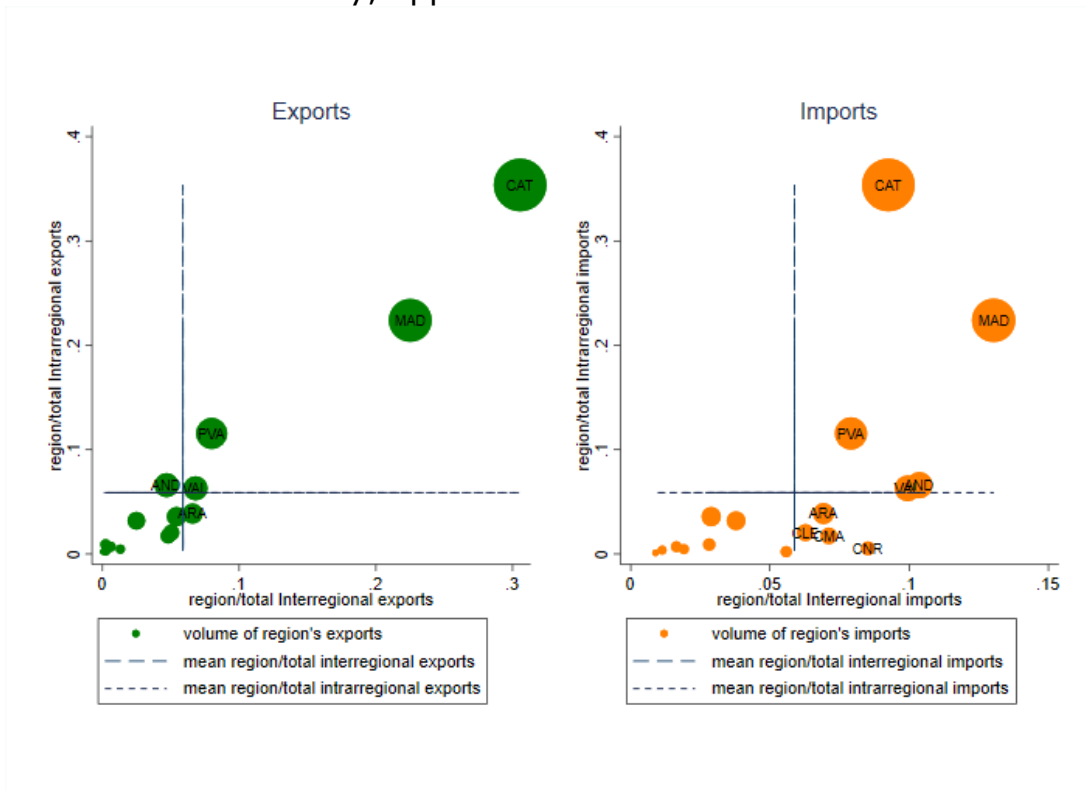 Exports
region/total Intrarregional exports
.4
.3
.2
.1
0
CAT
MAD
PVA
AND
VAL
ARA
0
.1
.2
.3
region/total Interregional exports
volume of region's exports
mean region/total interregional exports
mean region/total intrarregional exports
Imports
region/total Intrarregional imports
.4
.3
.2
.1
0
CAT
MAD
PVA
VAL
AND
ARA
CLE
CMA
CNR
0
.05
.1
.15
region/total Interregional imports
volume of region's imports
mean region/total interregional imports
mean region/total intrarregional imports